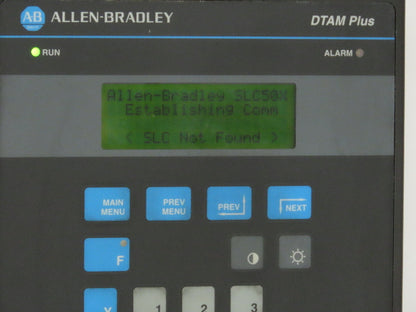 AB ALLEN-BRADLEY
DTAM Plus
RUN
ALARM
Allen-Bradley SLC50X
Establishing Comm
< SLC Not Found >
MAIN
MENU
PREV
MENU
PREV
NEXT
F
1
2
3